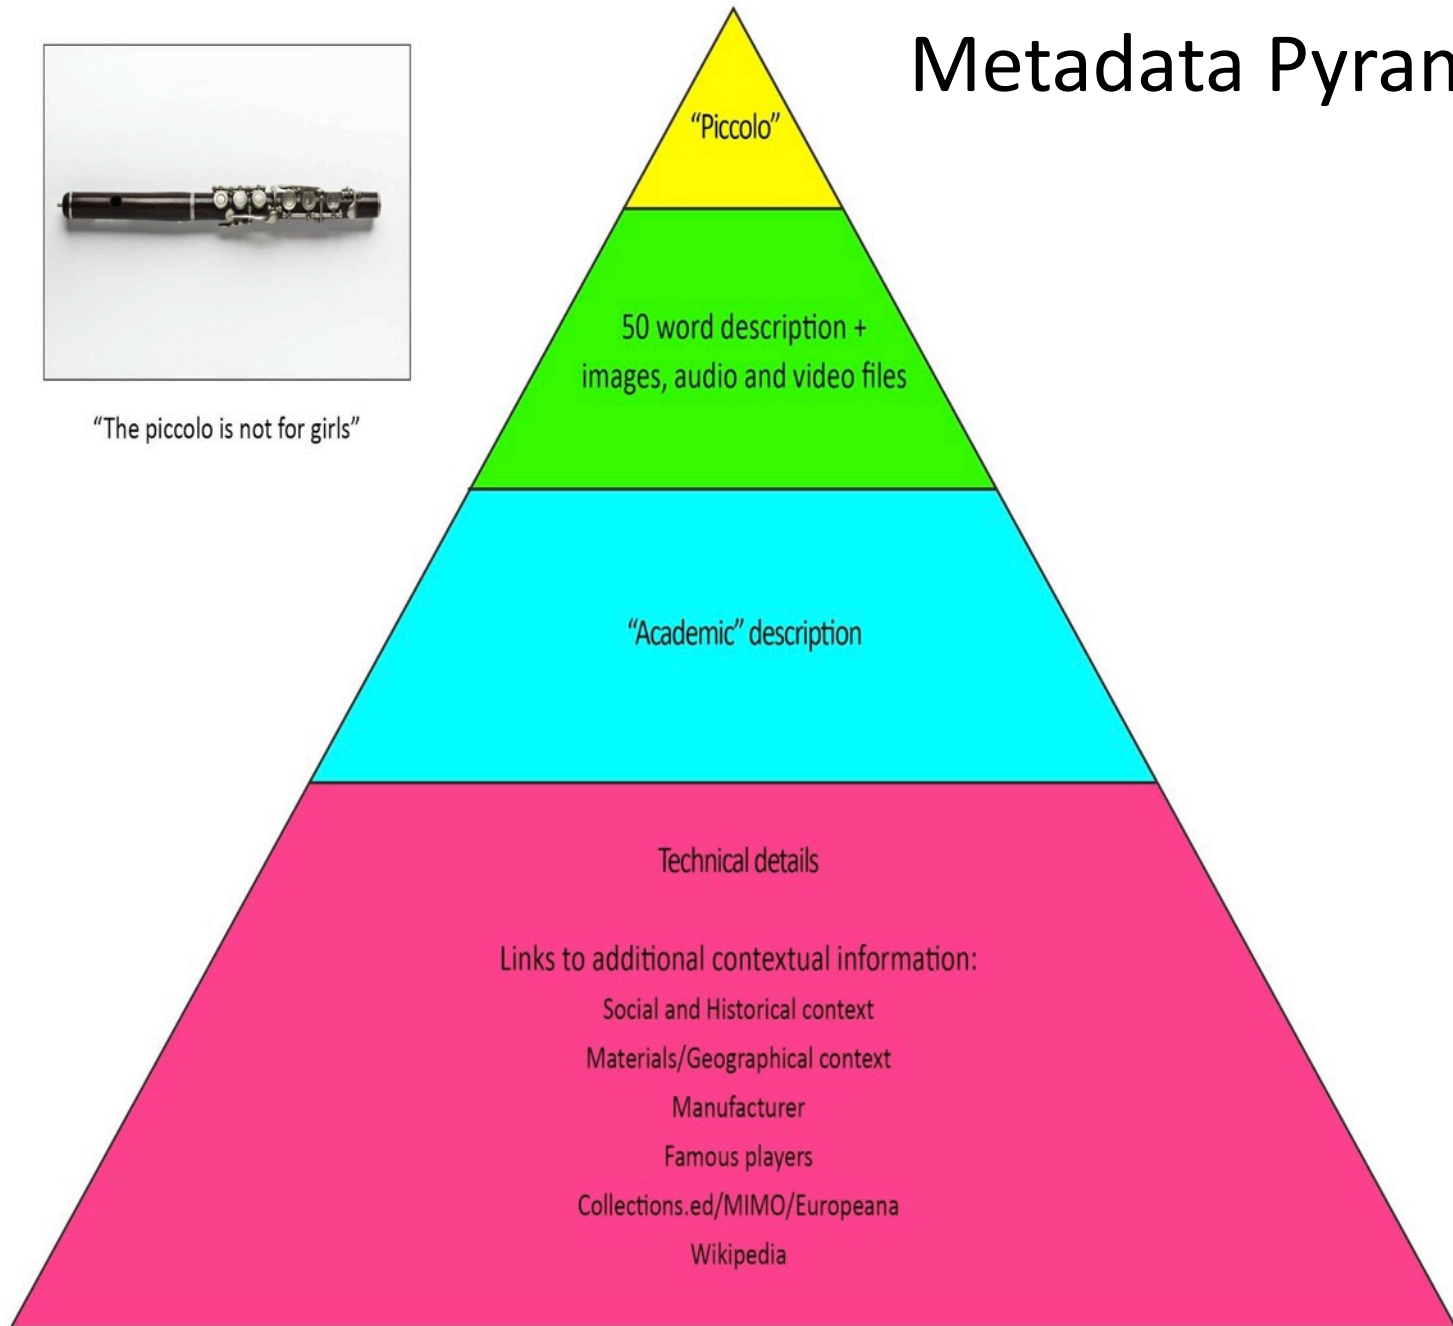 Metadata Pyram
“Piccolo”
50 word description +
images, audio and video files
“The piccolo is not for girls”
“Academic” description
Technical details
Links to additional contextual information:
Social and Historical context
Materials/Geographical context
Manufacturer
Famous players
Collections.ed/MIMO/Europeana
Wikipedia